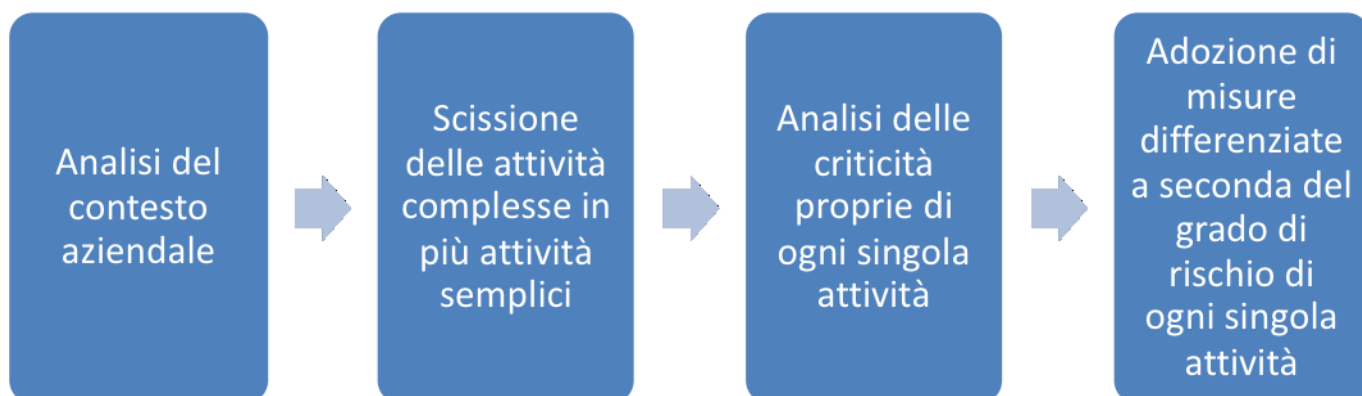 Analisi del
contesto
aziendale
Scissione
delle attività
complesse in
più attività
semplici
Analisi delle
criticità
proprie di
ogni singola
attività
Adozione di
misure
differenziate
a seconda del
grado di
rischio di
ogni singola
attività